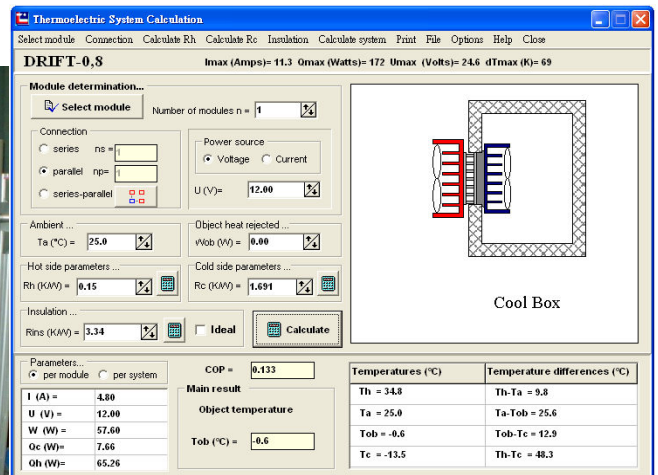 Thermoelectric System Calculation
Select module Connection Calculate Rh Calculate Rc Insulation Calculate system Print File Options Help Close
DRIFT-0,8
Imax (Amps)= 11.3 Qmax (Watts)= 172 Umax (Volts)= 24.6 dTmax (K)= 69
Module determination...
Select module
Number of modules n = 1
Connection
series ns = 1
parallel np= 1
series-parallel
Power source
Voltage Current
U (V)= 12.00
Ambient ...
Ta (°C) = 25.0
Object heat rejected ...
Wob (W) = 0.00
Hot side parameters ...
Rh (K/W) = 0.15
Cold side parameters ...
Rc (K/W) = 1.691
Insulation ...
Rins (K/W) = 3.34
Ideal
Calculate
Cool Box
Parameters...
per module per system
I (A) = 4.80
U (V) = 12.00
W (W) = 57.60
Qc (W)= 7.66
Qh (W)= 65.26
COP = 0.133
Main result
Object temperature
Tob (°C) = -0.6
Temperatures (°C) Temperature differences (°C)
Th = 34.8 Th-Ta = 9.8
Ta = 25.0 Ta-Tob = 25.6
Tob = -0.6 Tob-Tc = 12.9
Tc = -13.5 Th-Tc = 48.3